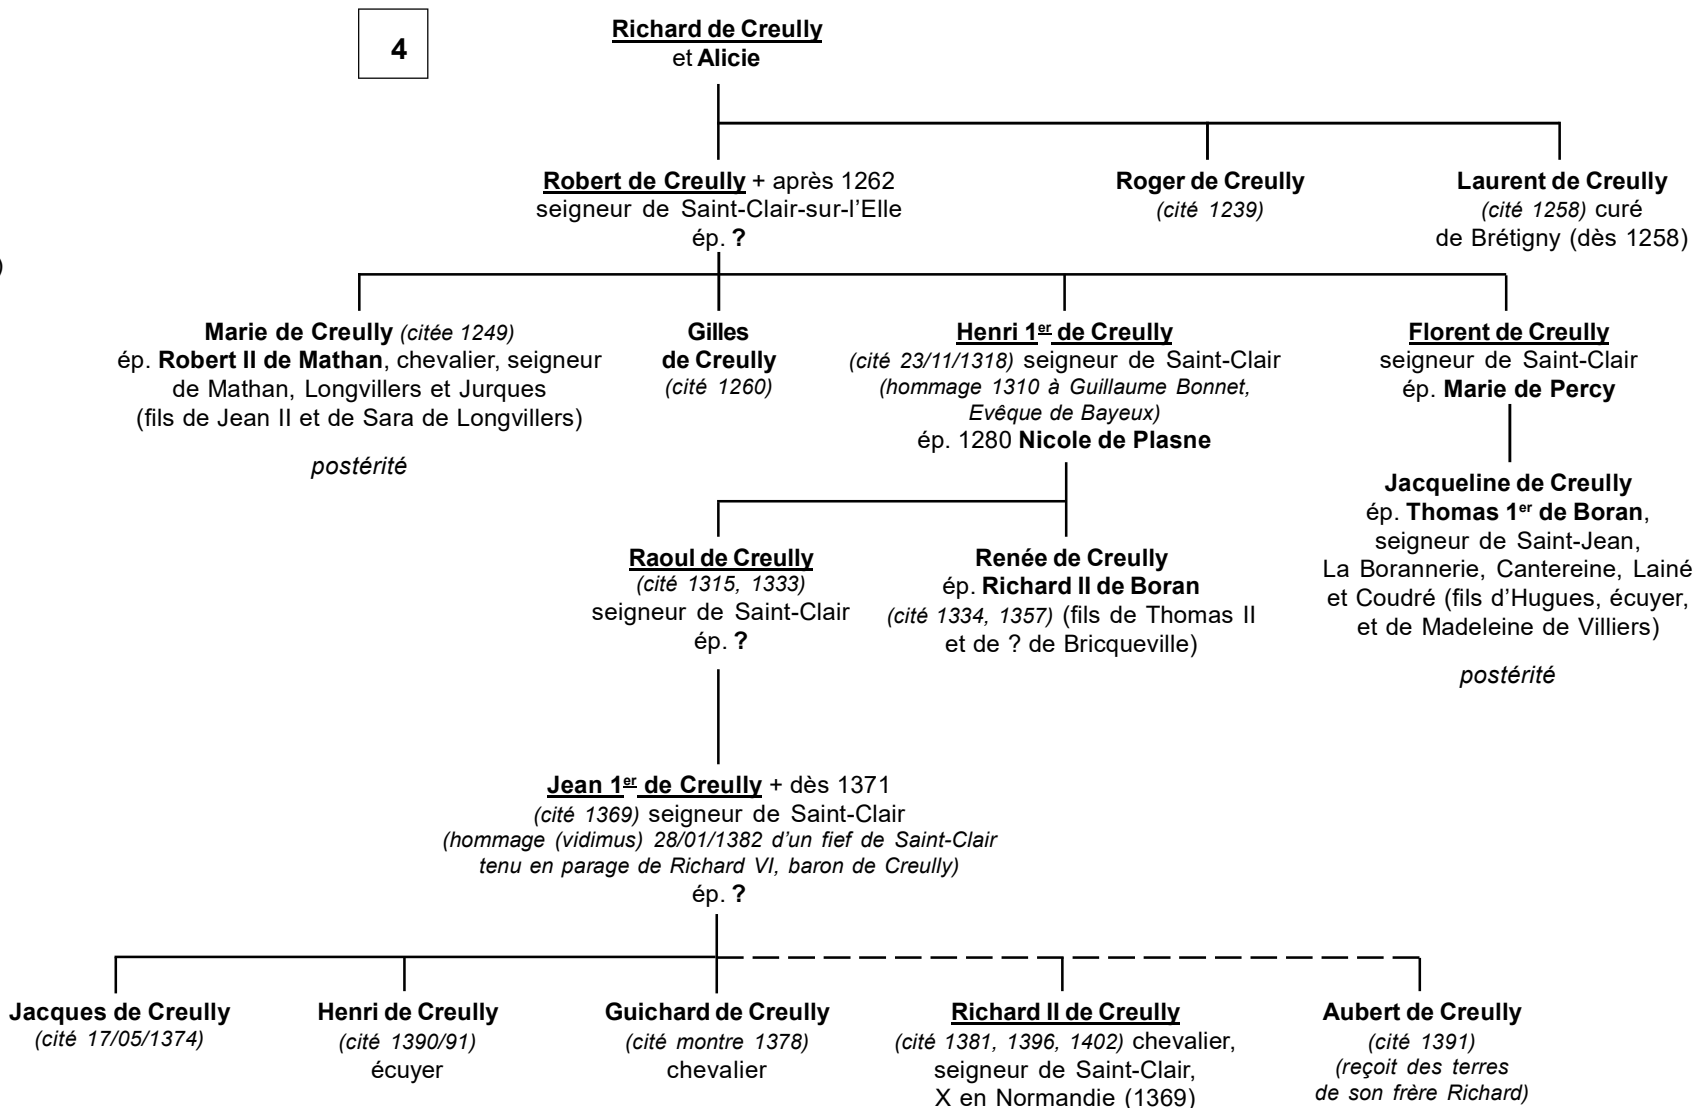 4
Richard de Creully
et Alicie
Robert de Creully + après 1262
seigneur de Saint-Clair-sur-l'Elle
ép. ?
Roger de Creully
(cité 1239)
Laurent de Creully
(cité 1258) curé
de Brétigny (dès 1258)
)
Marie de Creully (citée 1249)
ép. Robert II de Mathan, chevalier, seigneur
de Mathan, Longvillers et Jurques
(fils de Jean II et de Sara de Longvillers)
postérité
Gilles
de Creully
(cité 1260)
Henri 1er de Creully
(cité 23/11/1318) seigneur de Saint-Clair
(hommage 1310 à Guillaume Bonnet,
Evêque de Bayeux)
ép. 1280 Nicole de Plasne
Florent de Creully
seigneur de Saint-Clair
ép. Marie de Percy
Jacqueline de Creully
ép. Thomas 1er de Boran,
seigneur de Saint-Jean,
La Borannerie, Cantereine, Lainé
et Coudré (fils d'Hugues, écuyer,
et de Madeleine de Villiers)
postérité
Raoul de Creully
(cité 1315, 1333)
seigneur de Saint-Clair
ép. ?
Renée de Creully
ép. Richard II de Boran
(cité 1334, 1357) (fils de Thomas II
et de ? de Bricqueville)
Jean 1er de Creully + dès 1371
(cité 1369) seigneur de Saint-Clair
(hommage (vidimus) 28/01/1382 d'un fief de Saint-Clair
tenu en parage de Richard VI, baron de Creully)
ép. ?
Jacques de Creully
(cité 17/05/1374)
Henri de Creully
(cité 1390/91)
écuyer
Guichard de Creully
(cité montre 1378)
chevalier
Richard II de Creully
(cité 1381, 1396, 1402) chevalier,
seigneur de Saint-Clair,
X en Normandie (1369)
Aubert de Creully
(cité 1391)
(reçoit des terres
de son frère Richard)